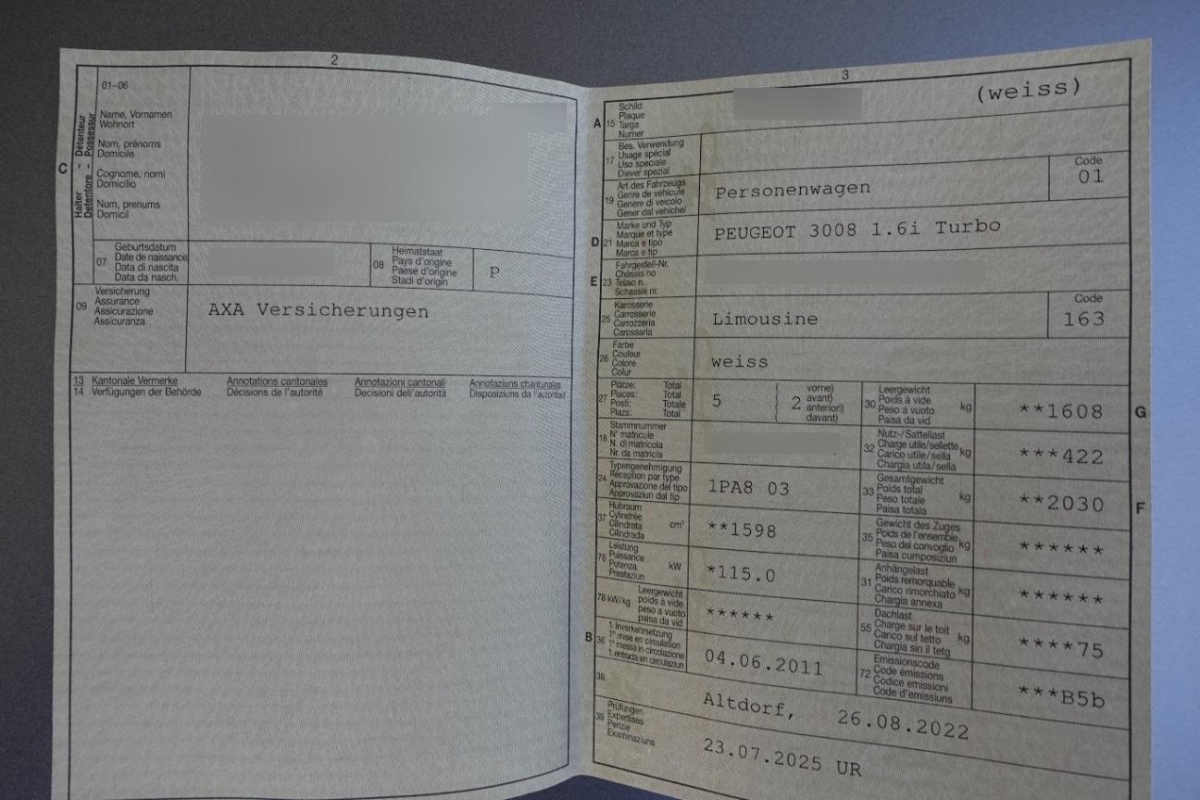 2
01-06
C
Halter - Détenteur
Detentore - Possessur
Name, Vornamen
Wohnort
Nom, prénoms
Domicile
Cognome, nomi
Domicilio
Num, prenums
Domicil
07
Geburtsdatum
Date de naissance
Data di nascita
Data da nasch.
08
Heimatstaat
Pays d'origine
Paese d'origine
Stadi d'origin
P
09
Versicherung
Assurance
Assicurazione
Assicuranza
AXA Versicherungen
13 Kantonale Vermerke Annotations cantonales Annotazioni cantonali Annotaziuns chantunalas
14 Verfügungen der Behörde Décisions de l'autorité Decisioni dell'autorità Disposiziuns da l'autoritad
3
A 15
Schild
Plaque
Targa
Numer
(weiss)
17
Bes. Verwendung
Usage spécial
Uso speciale
Diever spezial
19
Art des Fahrzeugs
Genre de véhicule
Genere di veicolo
Gener dal vehichel
Personenwagen
Code
01
D 21
Marke und Typ
Marque et type
Marca e tipo
Marca e tip
PEUGEOT 3008 1.6i Turbo
E 23
Fahrgestell-Nr.
Châssis no
Telaio n.
Schassis nr.
25
Karosserie
Carrosserie
Carrozzeria
Carossaria
Limousine
Code
163
26
Farbe
Couleur
Colore
Colur
weiss
27
Plätze: Total
Places: Total
Posti: Totale
Plazs: Total
5
( 2
vorne)
avant)
anteriori)
davant)
30
Leergewicht
Poids à vide
Peso a vuoto
Paisa da vid
kg
**1608
G
18
Stammnummer
N° matricule
N. di matricola
Nr. da matricla
32
Nutz-/Sattellast
Charge utile/sellette
Carico utile/sella
Chargia utila/sella
kg
***422
24
Typengenehmigung
Réception par type
Approvazione del tipo
Approvaziun dal tip
1PA8 03
33
Gesamtgewicht
Poids total
Peso totale
Paisa totala
kg
**2030
F
37
Hubraum
Cylindrée
Cilindrata
Cilindrada
cm³
**1598
35
Gewicht des Zuges
Poids de l'ensemble
Peso del convoglio
Paisa cumposiziun
kg
******
76
Leistung
Puissance
Potenza
Prestaziun
kW
*115.0
31
Anhängelast
Poids remorquable
Carico rimorchiato
Chargia annexa
kg
******
78 kW/kg
Leergewicht
poids à vide
peso a vuoto
paisa da vid
******
55
Dachlast
Charge sur le toit
Carico sul tetto
Chargia sin il tetg
kg
****75
B 36
1. Inverkehrsetzung
1re mise en circulation
1a messa in circolazione
1. entrada en circulaziun
04.06.2011
72
Emissionscode
Code émissions
Codice emissioni
Code d'emissiuns
***B5b
38
Altdorf, 26.08.2022
39
Prüfungen
Expertises
Perizie
Examinaziuns
23.07.2025 UR